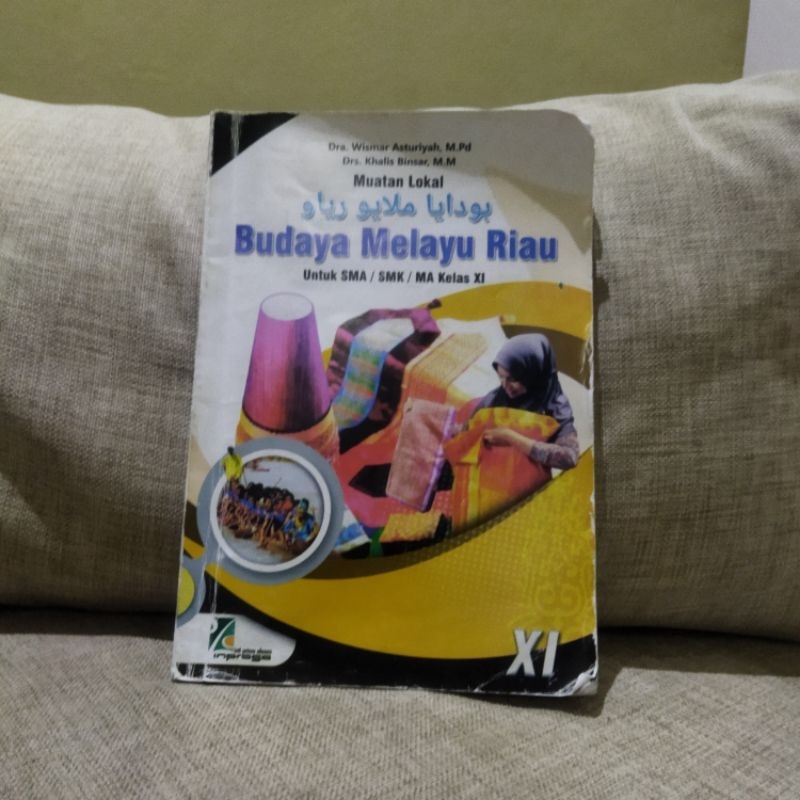 Dra. Wismar Asturiyah, M.Pd
Drs. Khalis Binsar, M.M
Muatan Lokal
بودايا ملايو رياو
Budaya Melayu Riau
Untuk SMA / SMK / MA Kelas XI
XI